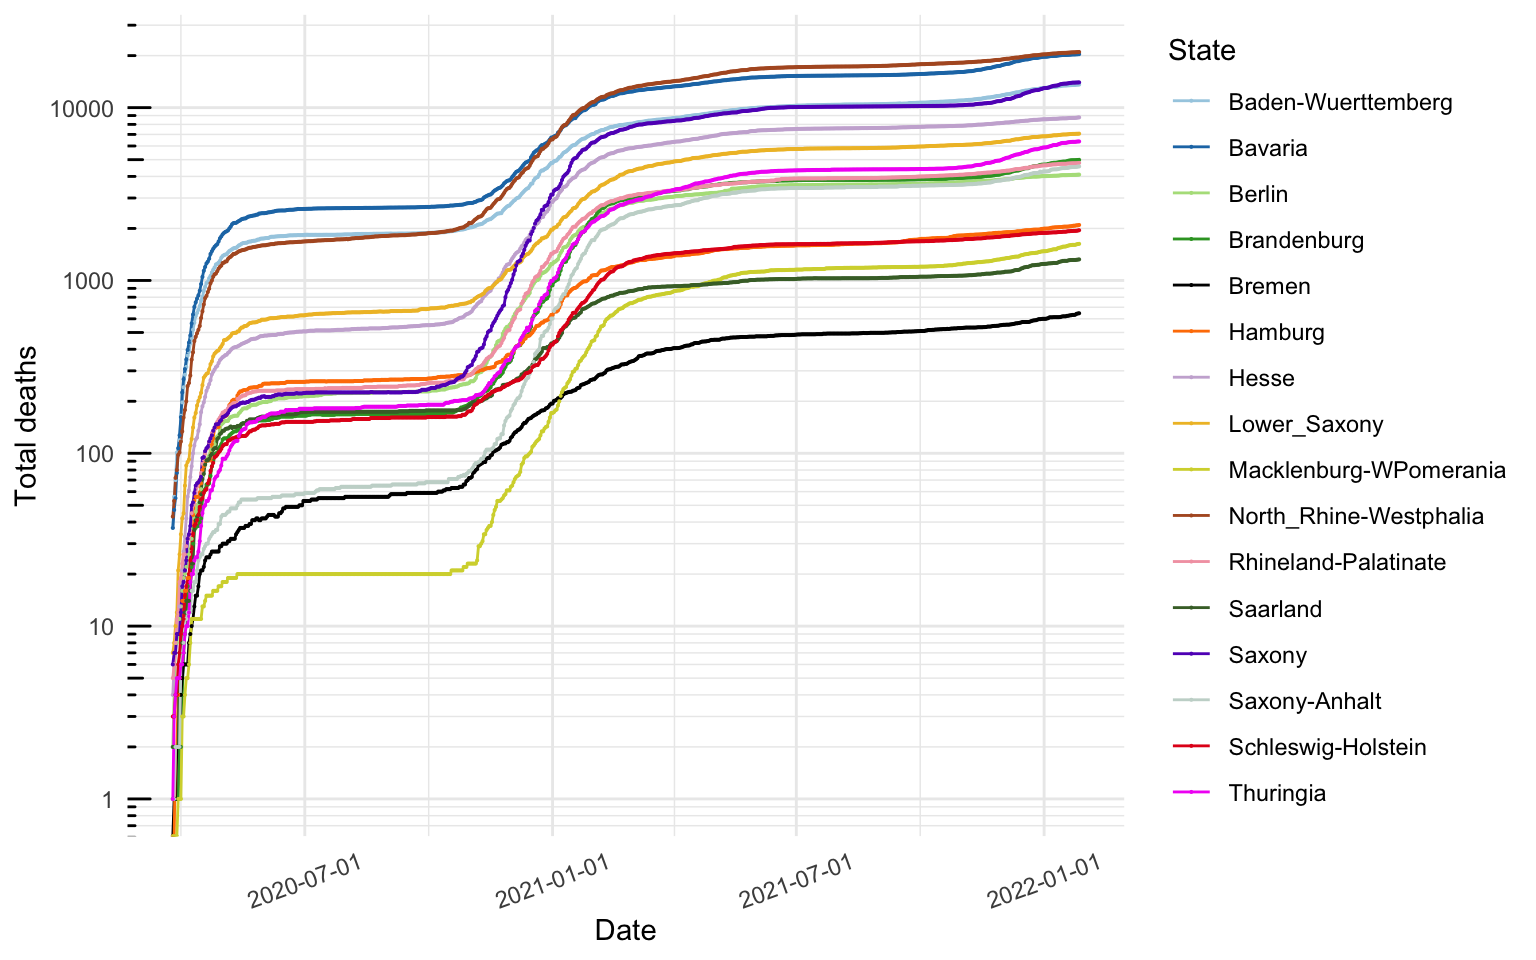 Total deaths
10000
1000
100
10
1
2020-07-01
2021-01-01
2021-07-01
2022-01-01
Date
State
Baden-Wuerttemberg
Bavaria
Berlin
Brandenburg
Bremen
Hamburg
Hesse
Lower_Saxony
Macklenburg-WPomerania
North_Rhine-Westphalia
Rhineland-Palatinate
Saarland
Saxony
Saxony-Anhalt
Schleswig-Holstein
Thuringia